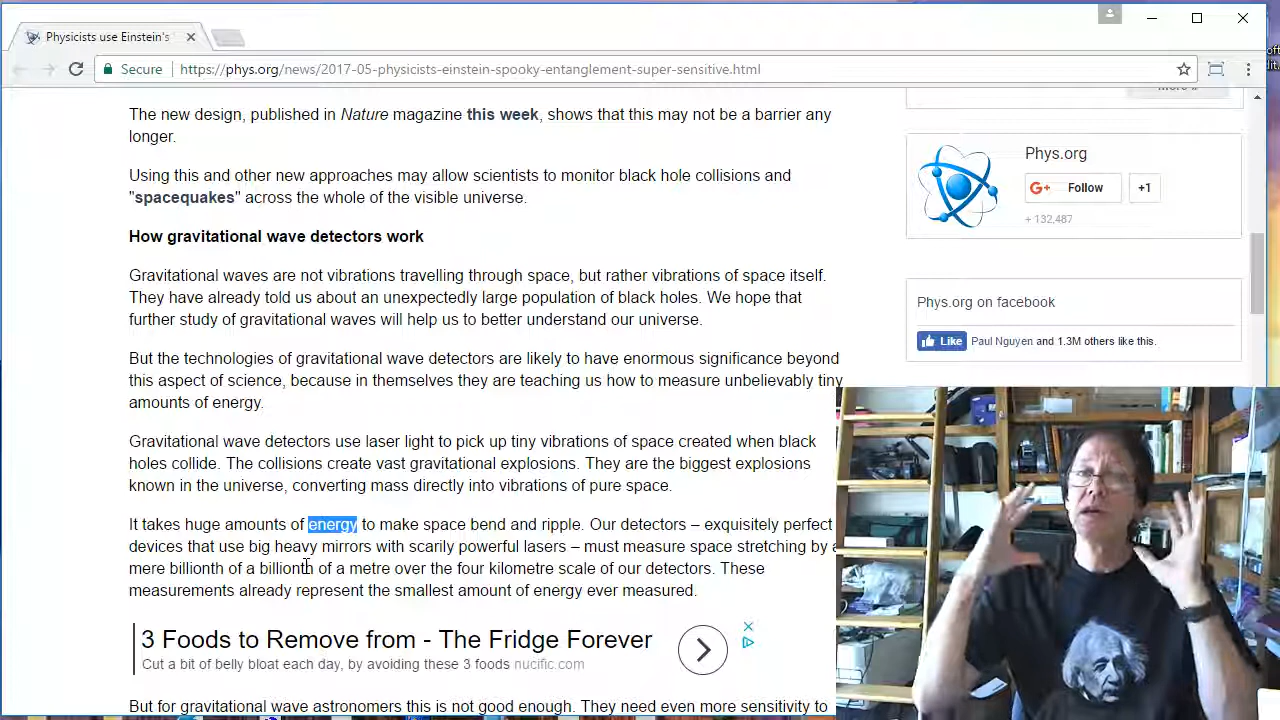 Physicists use Einstein's
Secure
https://phys.org/news/2017-05-physicists-einstein-spooky-entanglement-super-sensitive.html
The new design, published in Nature magazine this week, shows that this may not be a barrier any
longer.
Using this and other new approaches may allow scientists to monitor black hole collisions and
"spacequakes" across the whole of the visible universe.
How gravitational wave detectors work
Gravitational waves are not vibrations travelling through space, but rather vibrations of space itself.
They have already told us about an unexpectedly large population of black holes. We hope that
further study of gravitational waves will help us to better understand our universe.
But the technologies of gravitational wave detectors are likely to have enormous significance beyond
this aspect of science, because in themselves they are teaching us how to measure unbelievably tiny
amounts of energy.
Gravitational wave detectors use laser light to pick up tiny vibrations of space created when black
holes collide. The collisions create vast gravitational explosions. They are the biggest explosions
known in the universe, converting mass directly into vibrations of pure space.
It takes huge amounts of energy to make space bend and ripple. Our detectors – exquisitely perfect
devices that use big heavy mirrors with scarily powerful lasers – must measure space stretching by a
mere billionth of a billionth of a metre over the four kilometre scale of our detectors. These
measurements already represent the smallest amount of energy ever measured.
3 Foods to Remove from - The Fridge Forever
Cut a bit of belly bloat each day, by avoiding these 3 foods nucific.com
But for gravitational wave astronomers this is not good enough. They need even more sensitivity to
Phys.org
G+ Follow
+1
+ 132,487
Phys.org on facebook
Like
Paul Nguyen and 1.3M others like this.